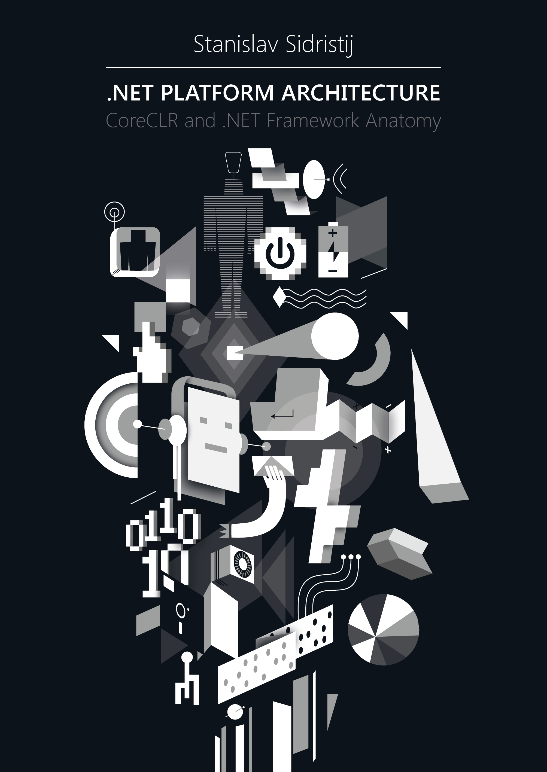 Stanislav Sidristij
.NET PLATFORM ARCHITECTURE
CoreCLR and .NET Framework Anatomy
0110
10